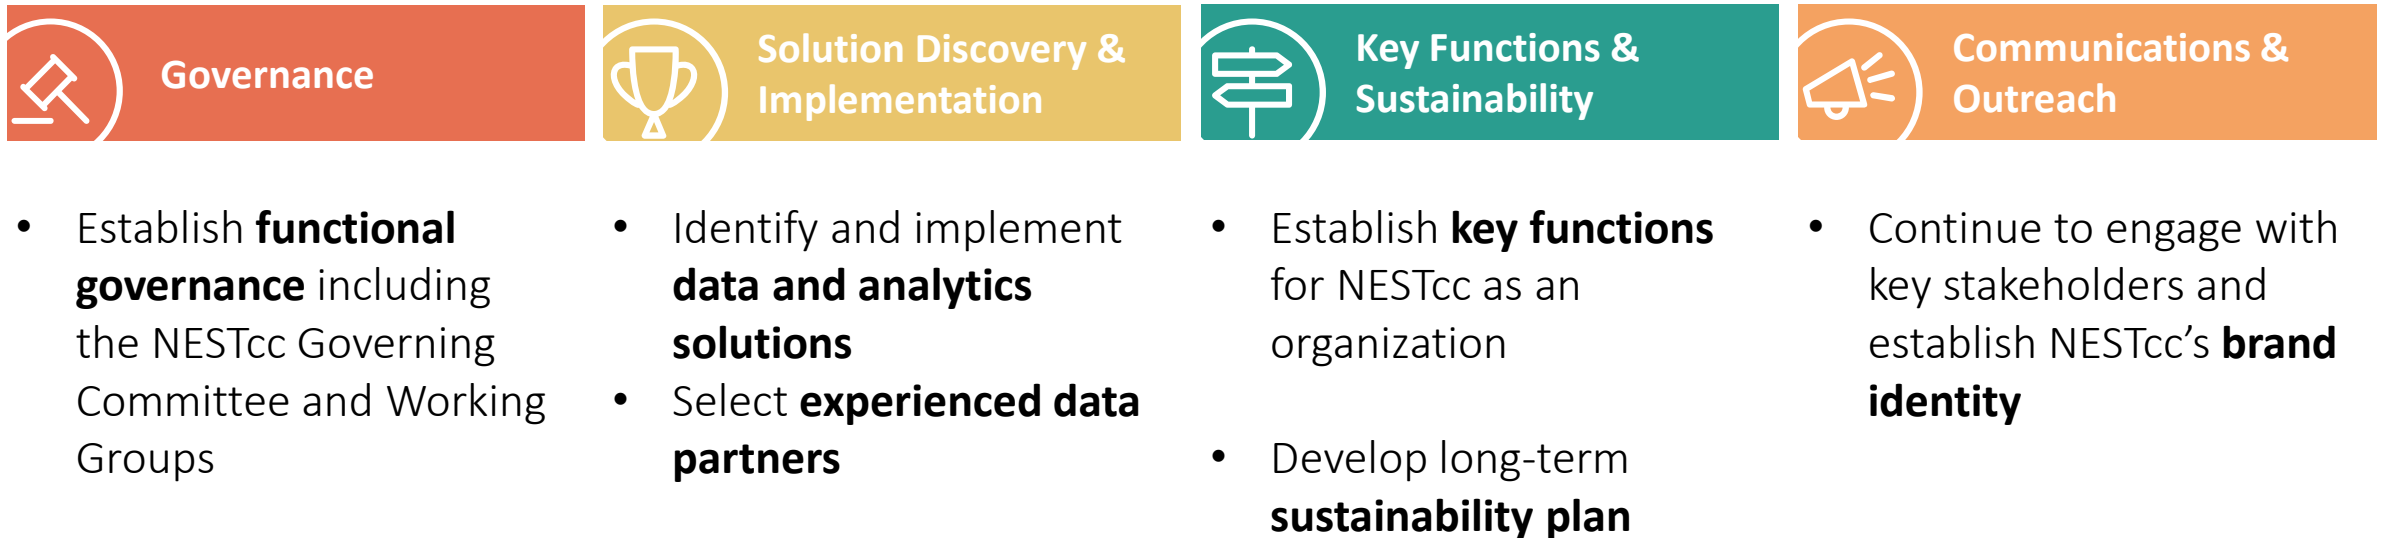 Governance
• Establish functional
governance including
the NESTcc Governing
Committee and Working
Groups
Solution Discovery &
Implementation
• Identify and implement
data and analytics
solutions
• Select experienced data
partners
Key Functions &
Sustainability
• Establish key functions
for NESTcc as an
organization
• Develop long-term
sustainability plan
Communications &
Outreach
• Continue to engage with
key stakeholders and
establish NESTcc’s brand
identity